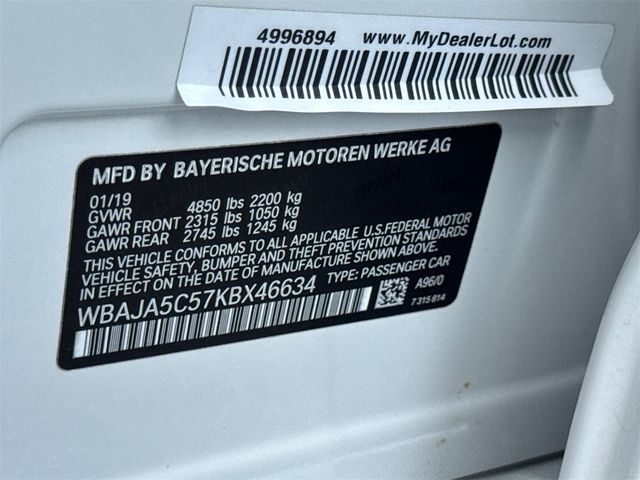 4996894 www.MyDealerLot.com
MFD BY BAYERISCHE MOTOREN WERKE AG
01/19
GVWR 4850 lbs 2200 kg
GAWR FRONT 2315 lbs 1050 kg
GAWR REAR 2745 lbs 1245 kg
THIS VEHICLE CONFORMS TO ALL APPLICABLE U.S.FEDERAL MOTOR
VEHICLE SAFETY, BUMPER AND THEFT PREVENTION STANDARDS
IN EFFECT ON THE DATE OF MANUFACTURE SHOWN ABOVE.
WBAJA5C57KBX46634 TYPE: PASSENGER CAR
A96/0
7 315 814